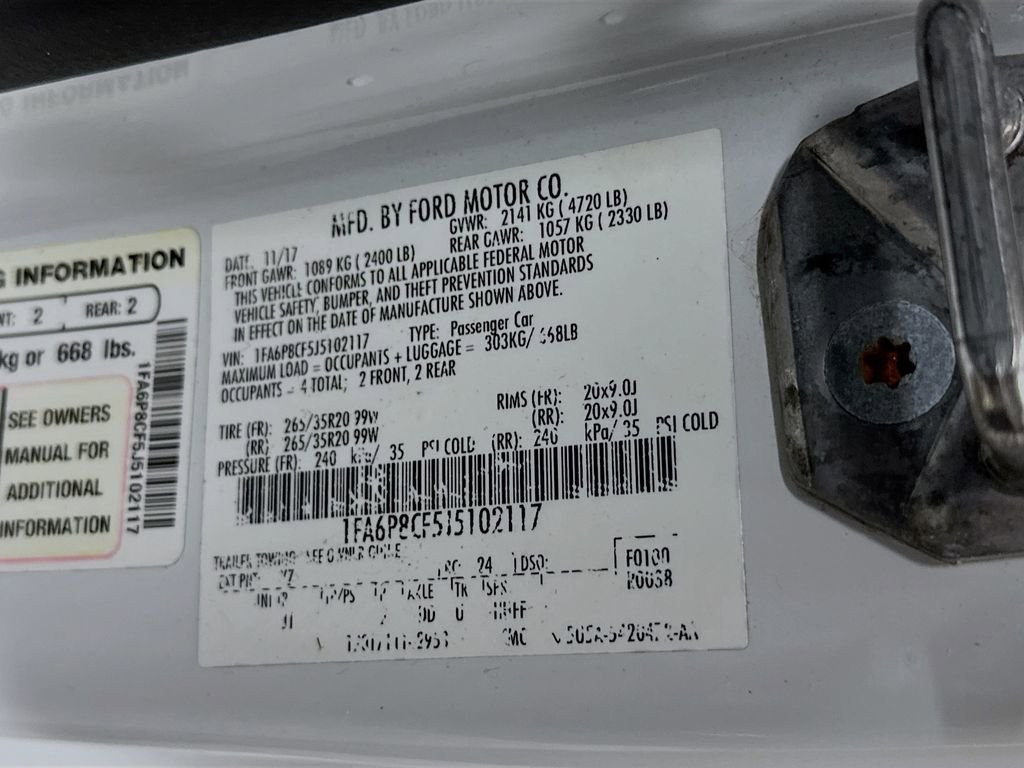 G INFORMATION
NT: 2 REAR: 2
kg or 668 lbs.
SEE OWNERS
MANUAL FOR
ADDITIONAL
INFORMATION
1FA6P8CF5J5102117
MFD. BY FORD MOTOR CO.
DATE: 11/17 GVWR: 2141 KG ( 4720 LB)
FRONT GAWR: 1089 KG ( 2400 LB) REAR GAWR: 1057 KG ( 2330 LB)
THIS VEHICLE CONFORMS TO ALL APPLICABLE FEDERAL MOTOR
VEHICLE SAFETY, BUMPER, AND THEFT PREVENTION STANDARDS
IN EFFECT ON THE DATE OF MANUFACTURE SHOWN ABOVE.
VIN: 1FA6P8CF5J5102117 TYPE: Passenger Car
MAXIMUM LOAD = OCCUPANTS + LUGGAGE = 303KG/ 668LB
OCCUPANTS = 4 TOTAL; 2 FRONT, 2 REAR
TIRE (FR): 265/35R20 99W RIMS (FR): 20x9.0J
(RR): 265/35R20 99W (RR): 20x9.0J
PRESSURE (FR): 240 kPa/ 35 PSI COLD (RR): 240 kPa/ 35 PSI COLD
1FA6P8CF5J5102117
TRAILER TOWING
24